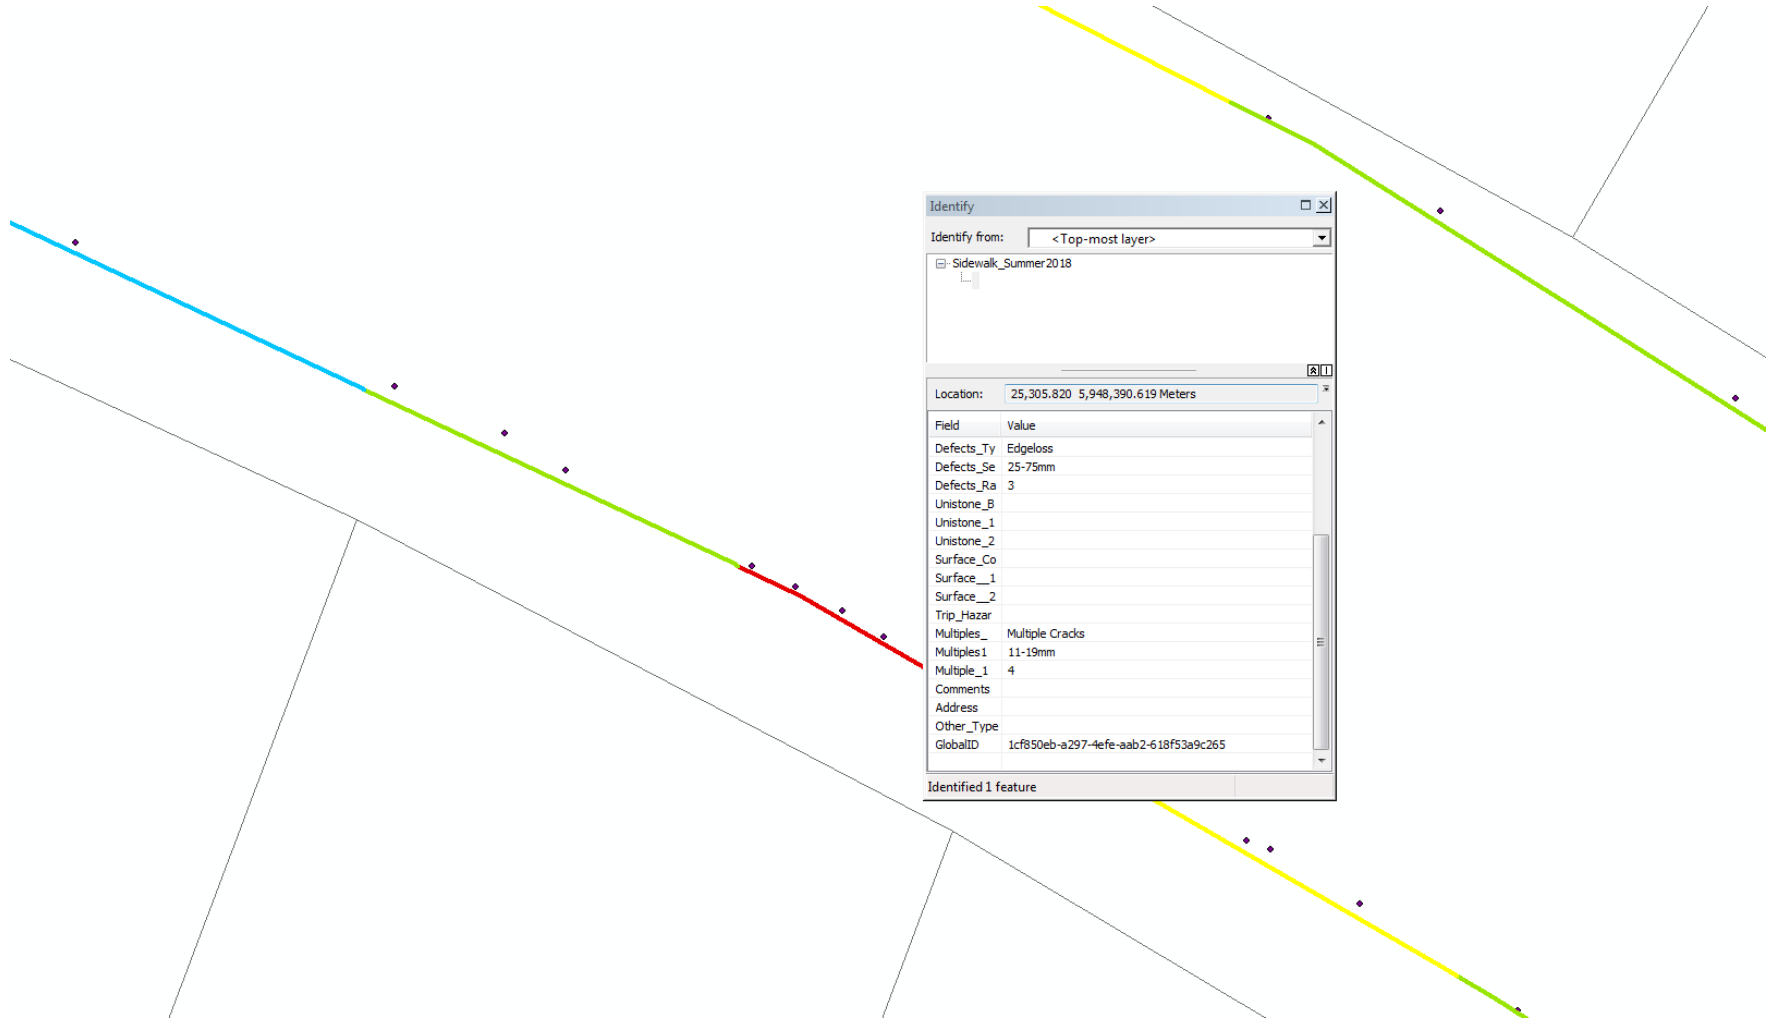 Identify
Identify from: <Top-most layer>
Sidewalk_Summer2018
Location: 25,305.820 5,948,390.619 Meters
Field Value
Defects_Ty Edgeloss
Defects_Se 25-75mm
Defects_Ra 3
Unistone_B
Unistone_1
Unistone_2
Surface_Co
Surface__1
Surface__2
Trip_Hazar
Multiples_ Multiple Cracks
Multiples1 11-19mm
Multiple_1 4
Comments
Address
Other_Type
GlobalID 1cf850eb-a297-4efe-aab2-618f53a9c265
Identified 1 feature